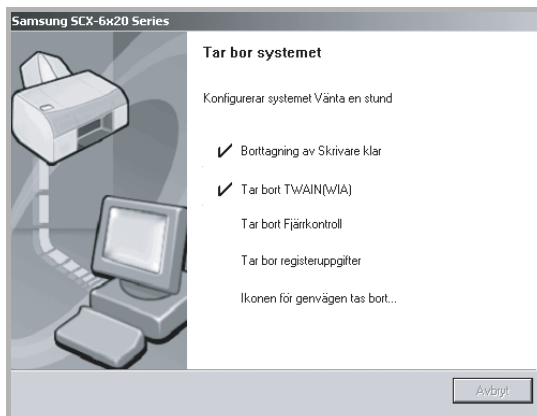 Samsung SCX-6x20 Series
Tar bor systemet
Konfigurerar systemet Vänta en stund
Borttagning av Skrivare klar
Tar bort TWAIN(WIA)
Tar bort Fjärrkontroll
Tar bor registeruppgifter
Ikonen för genvägen tas bort...
Avbryt